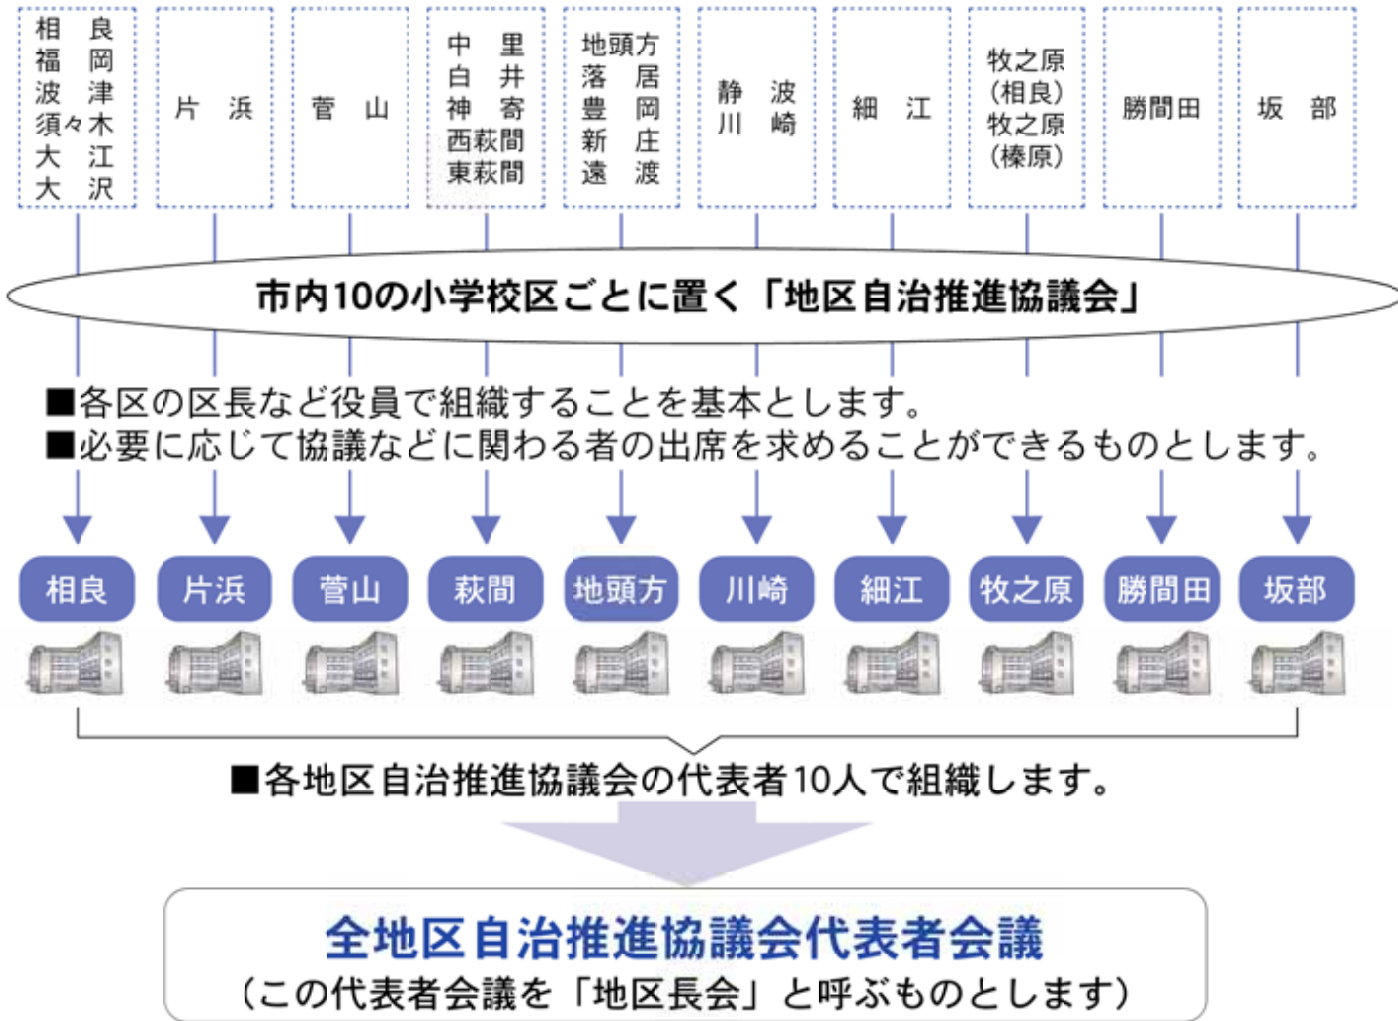 相　良
福　岡
波　津
須々木
大　江
大　沢
片　浜
菅　山
中　里
白　井
神　寄
西萩間
東萩間
地頭方
落　居
豊　岡
新　庄
遠　渡
静　波
川　崎
細　江
牧之原
(相良)
牧之原
(榛原)
勝間田
坂　部
市内10の小学校区ごとに置く「地区自治推進協議会」
■各区の区長など役員で組織することを基本とします。
■必要に応じて協議などに関わる者の出席を求めることができるものとします。
相良
片浜
菅山
萩間
地頭方
川崎
細江
牧之原
勝間田
坂部
■各地区自治推進協議会の代表者10人で組織します。
全地区自治推進協議会代表者会議
（この代表者会議を「地区長会」と呼ぶものとします）